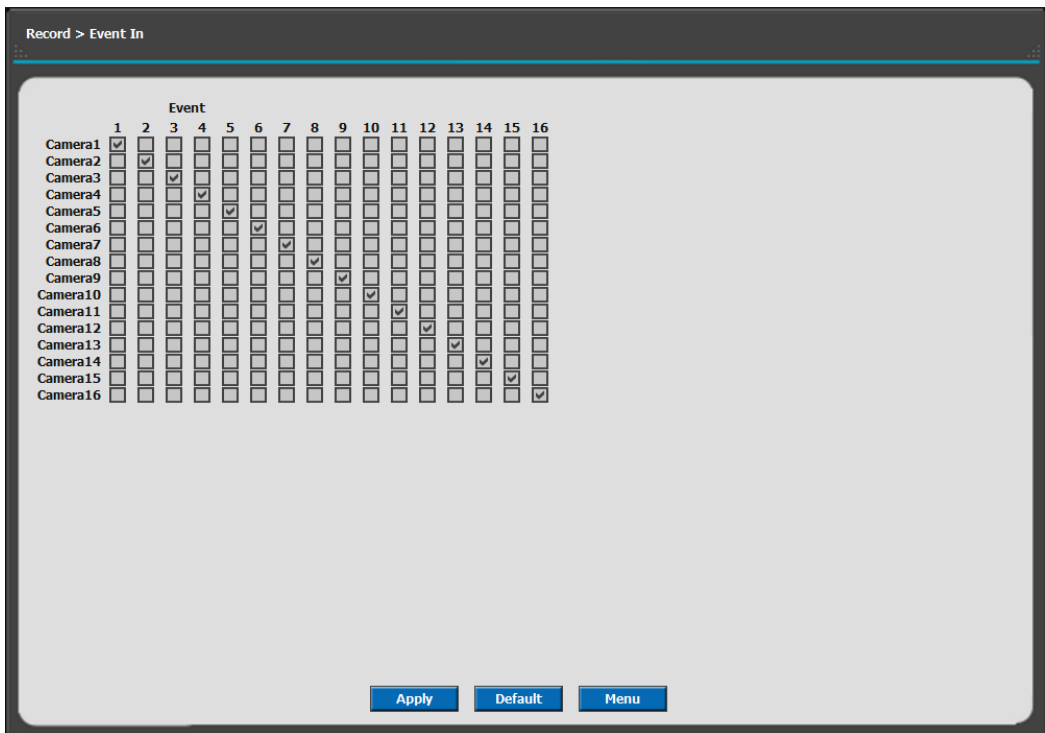 Record > Event In
Event
1 2 3 4 5 6 7 8 9 10 11 12 13 14 15 16
Camera1
Camera2
Camera3
Camera4
Camera5
Camera6
Camera7
Camera8
Camera9
Camera10
Camera11
Camera12
Camera13
Camera14
Camera15
Camera16
Apply Default Menu